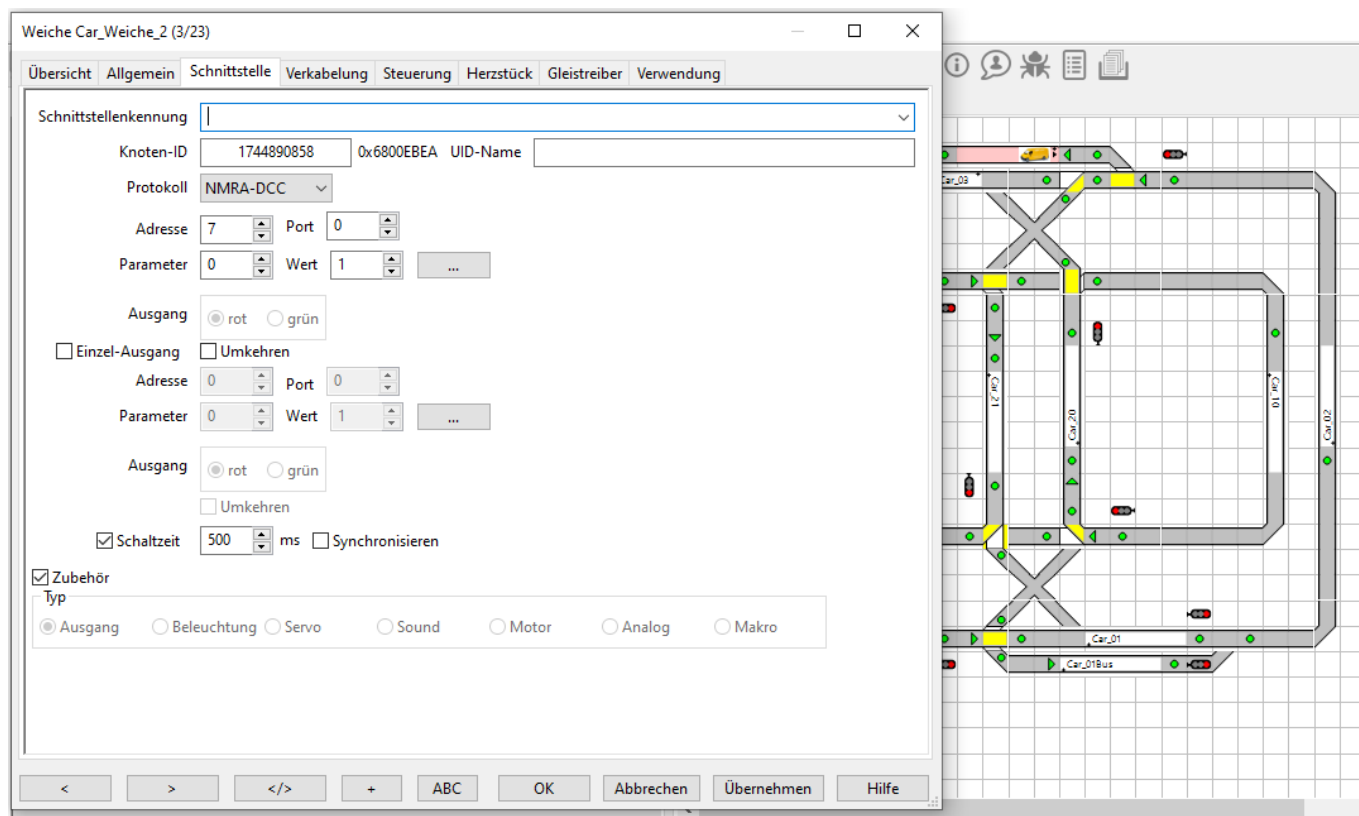 Weiche Car_Weiche_2 (3/23)
Übersicht Allgemein Schnittstelle Verkabelung Steuerung Herzstück Gleistreiber Verwendung
Schnittstellenkennung
Knoten-ID 1744890858 0x6800EBEA UID-Name
Protokoll NMRA-DCC
Adresse 7 Port 0
Parameter 0 Wert 1 ...
Ausgang rot grün
Einzel-Ausgang Umkehren
Adresse 0 Port 0
Parameter 0 Wert 1 ...
Ausgang rot grün
Umkehren
Schaltzeit 500 ms Synchronisieren
Zubehör
Typ
Ausgang Beleuchtung Servo Sound Motor Analog Makro
< > </> + ABC OK Abbrechen Übernehmen Hilfe
Car_03
Car_21
Car_20
Car_10
Car_02
Car_01
Car_01Bus